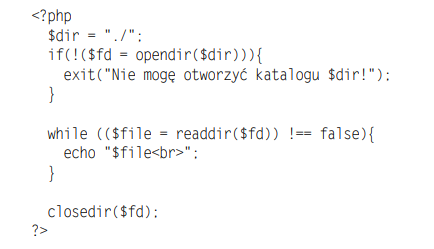 <?php
$dir = "./";
if(!($fd = opendir($dir))){
exit("Nie mogę otworzyć katalogu $dir!");
}
while (($file = readdir($fd)) !== false){
echo "$file<br>";
}
closedir($fd);
?>